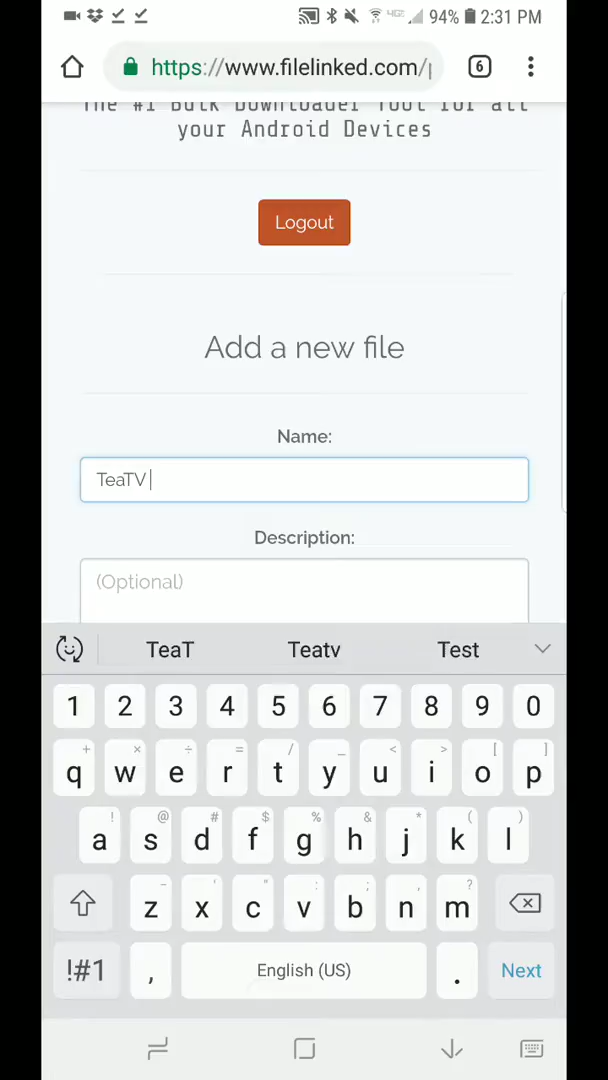 94% 2:31 PM
https://www.filelinked.com/
6
The #1 Bulk Downloader Tool for all
your Android Devices
Logout
Add a new file
Name:
TeaTV
Description:
(Optional)
TeaT Teatv Test
1 2 3 4 5 6 7 8 9 0
+ × ÷ = / _ < > [ ]
q w e r t y u i o p
! @ # $ % & * ( )
a s d f g h j k l
- ' " : ; , ?
z x c v b n m
!#1 , English (US) . Next